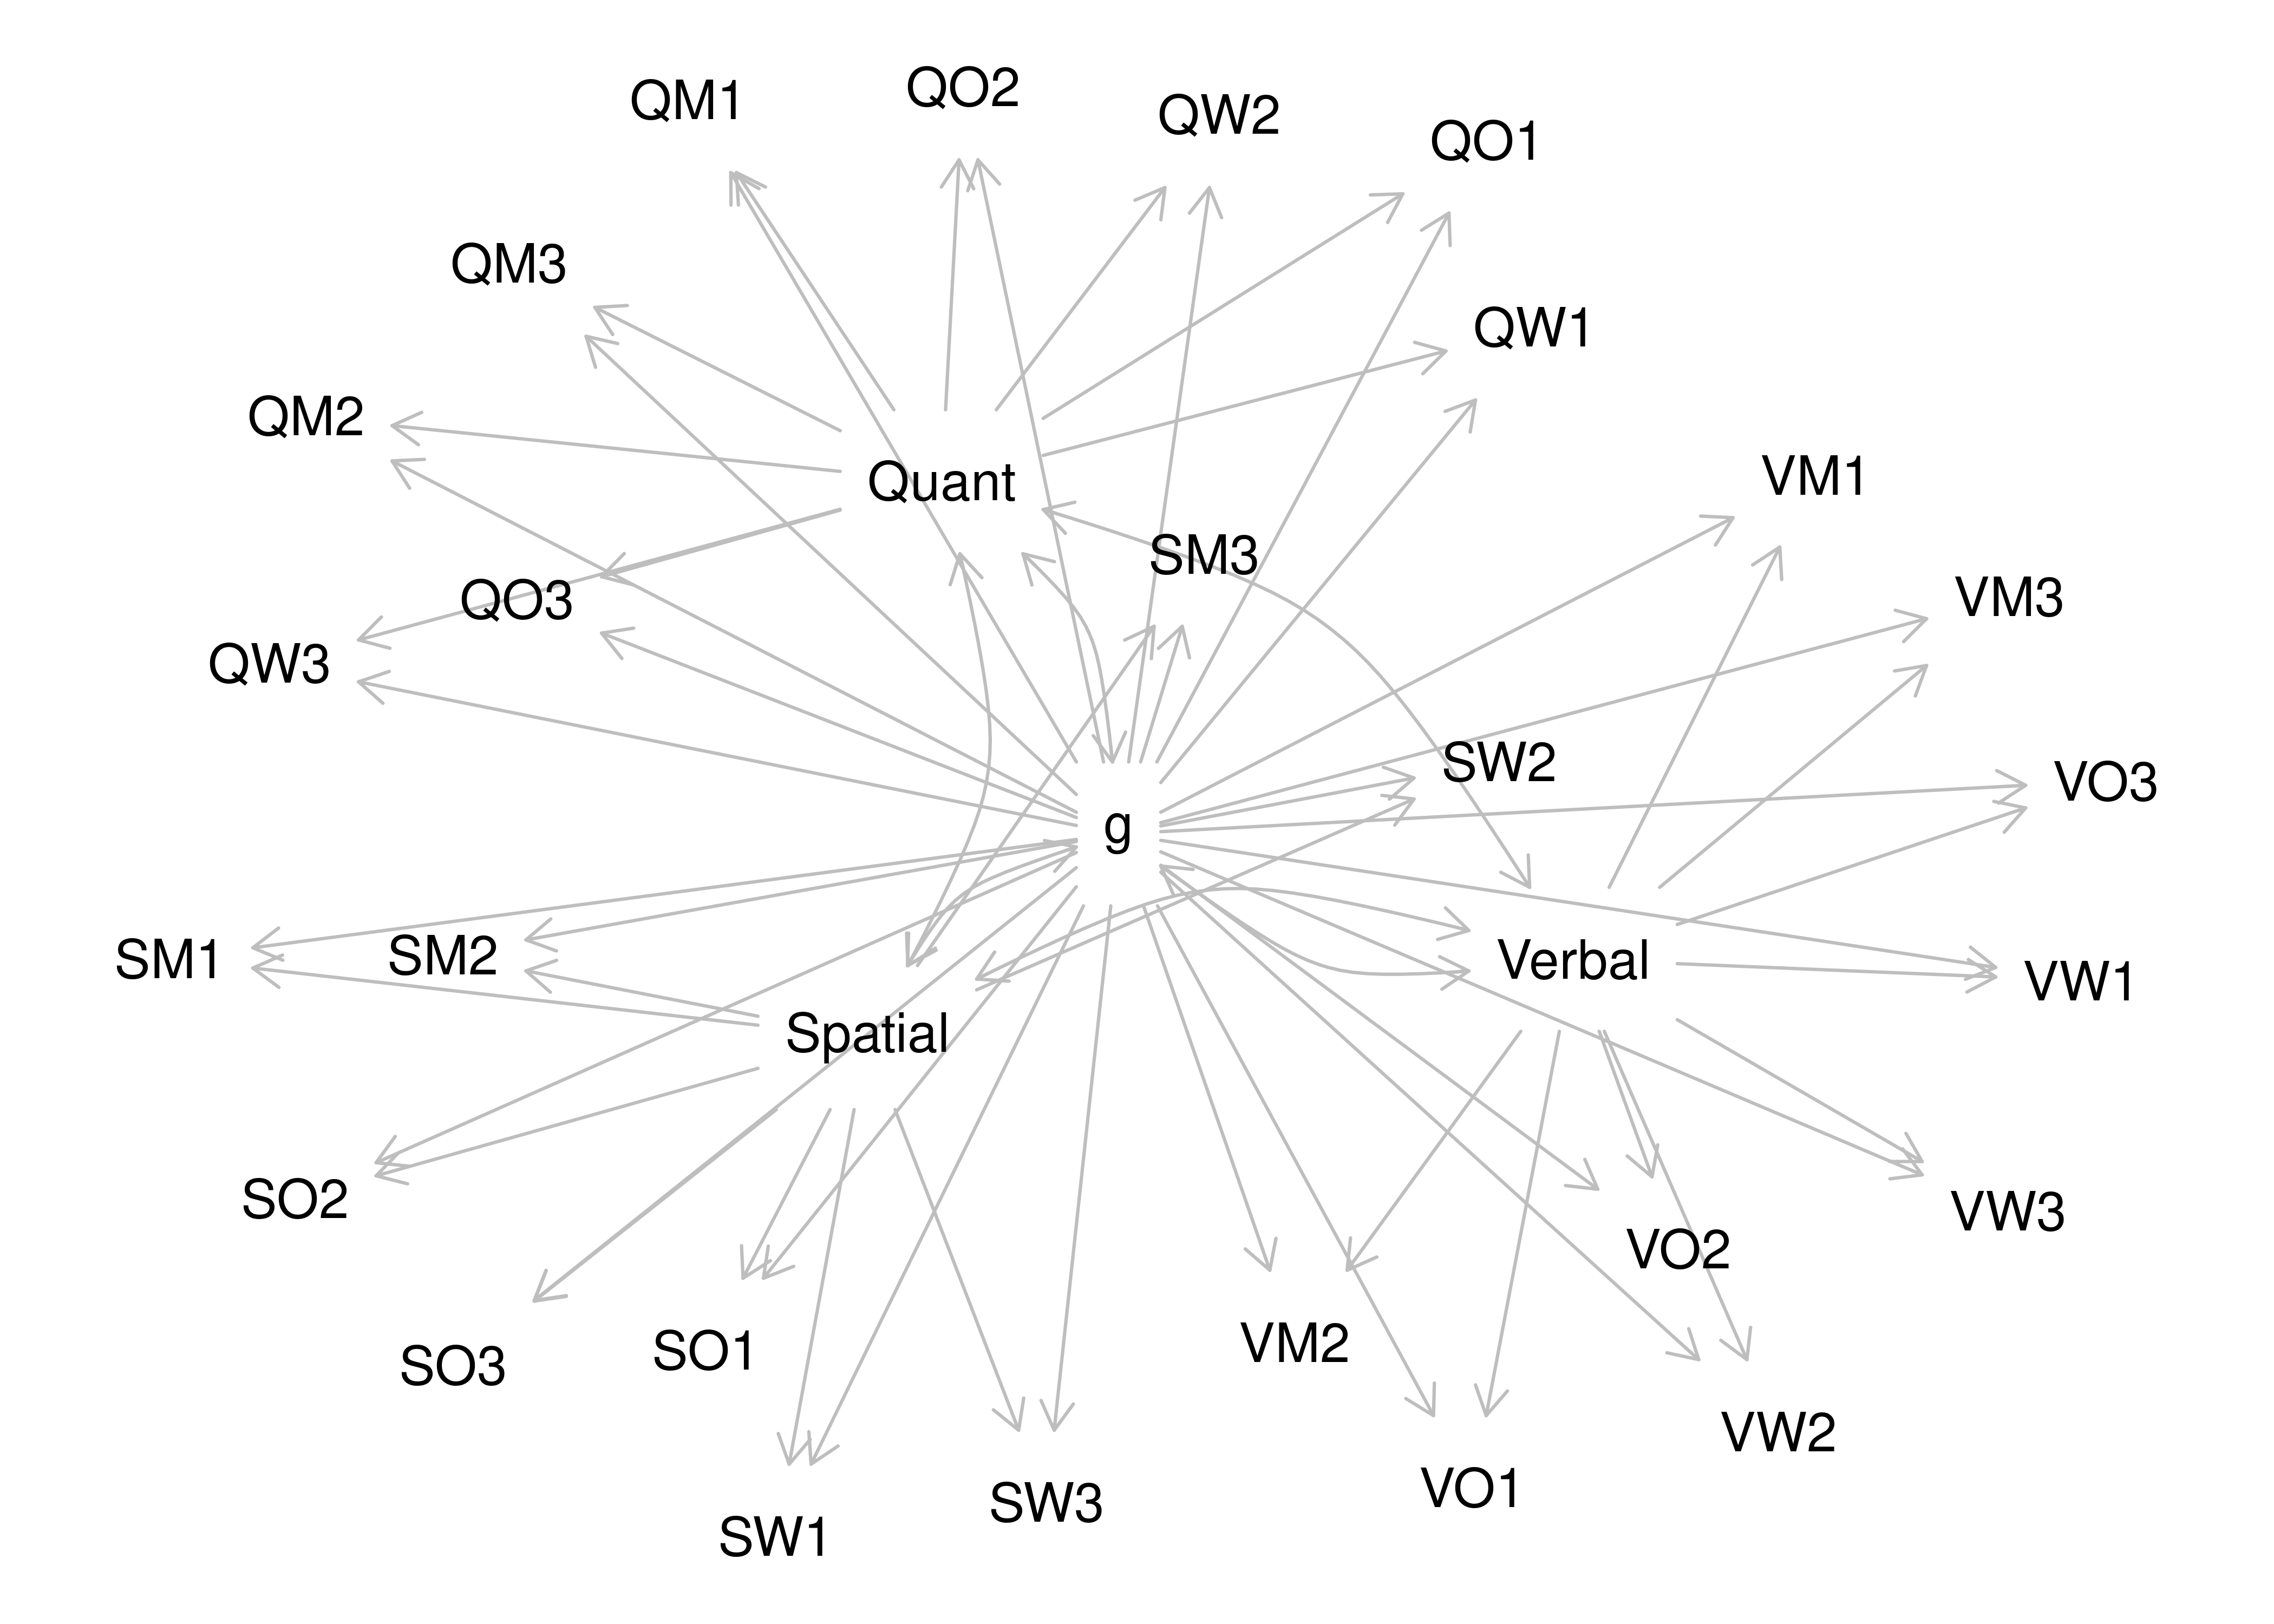 QO2
QM1
QW2
QO1
QM3
QW1
QM2
VM1
Quant
SM3
VM3
QO3
QW3
SW2
VO3
g
SM2
SM1
Verbal
VW1
Spatial
SO2
VW3
VO2
VM2
SO1
SO3
VW2
VO1
SW3
SW1